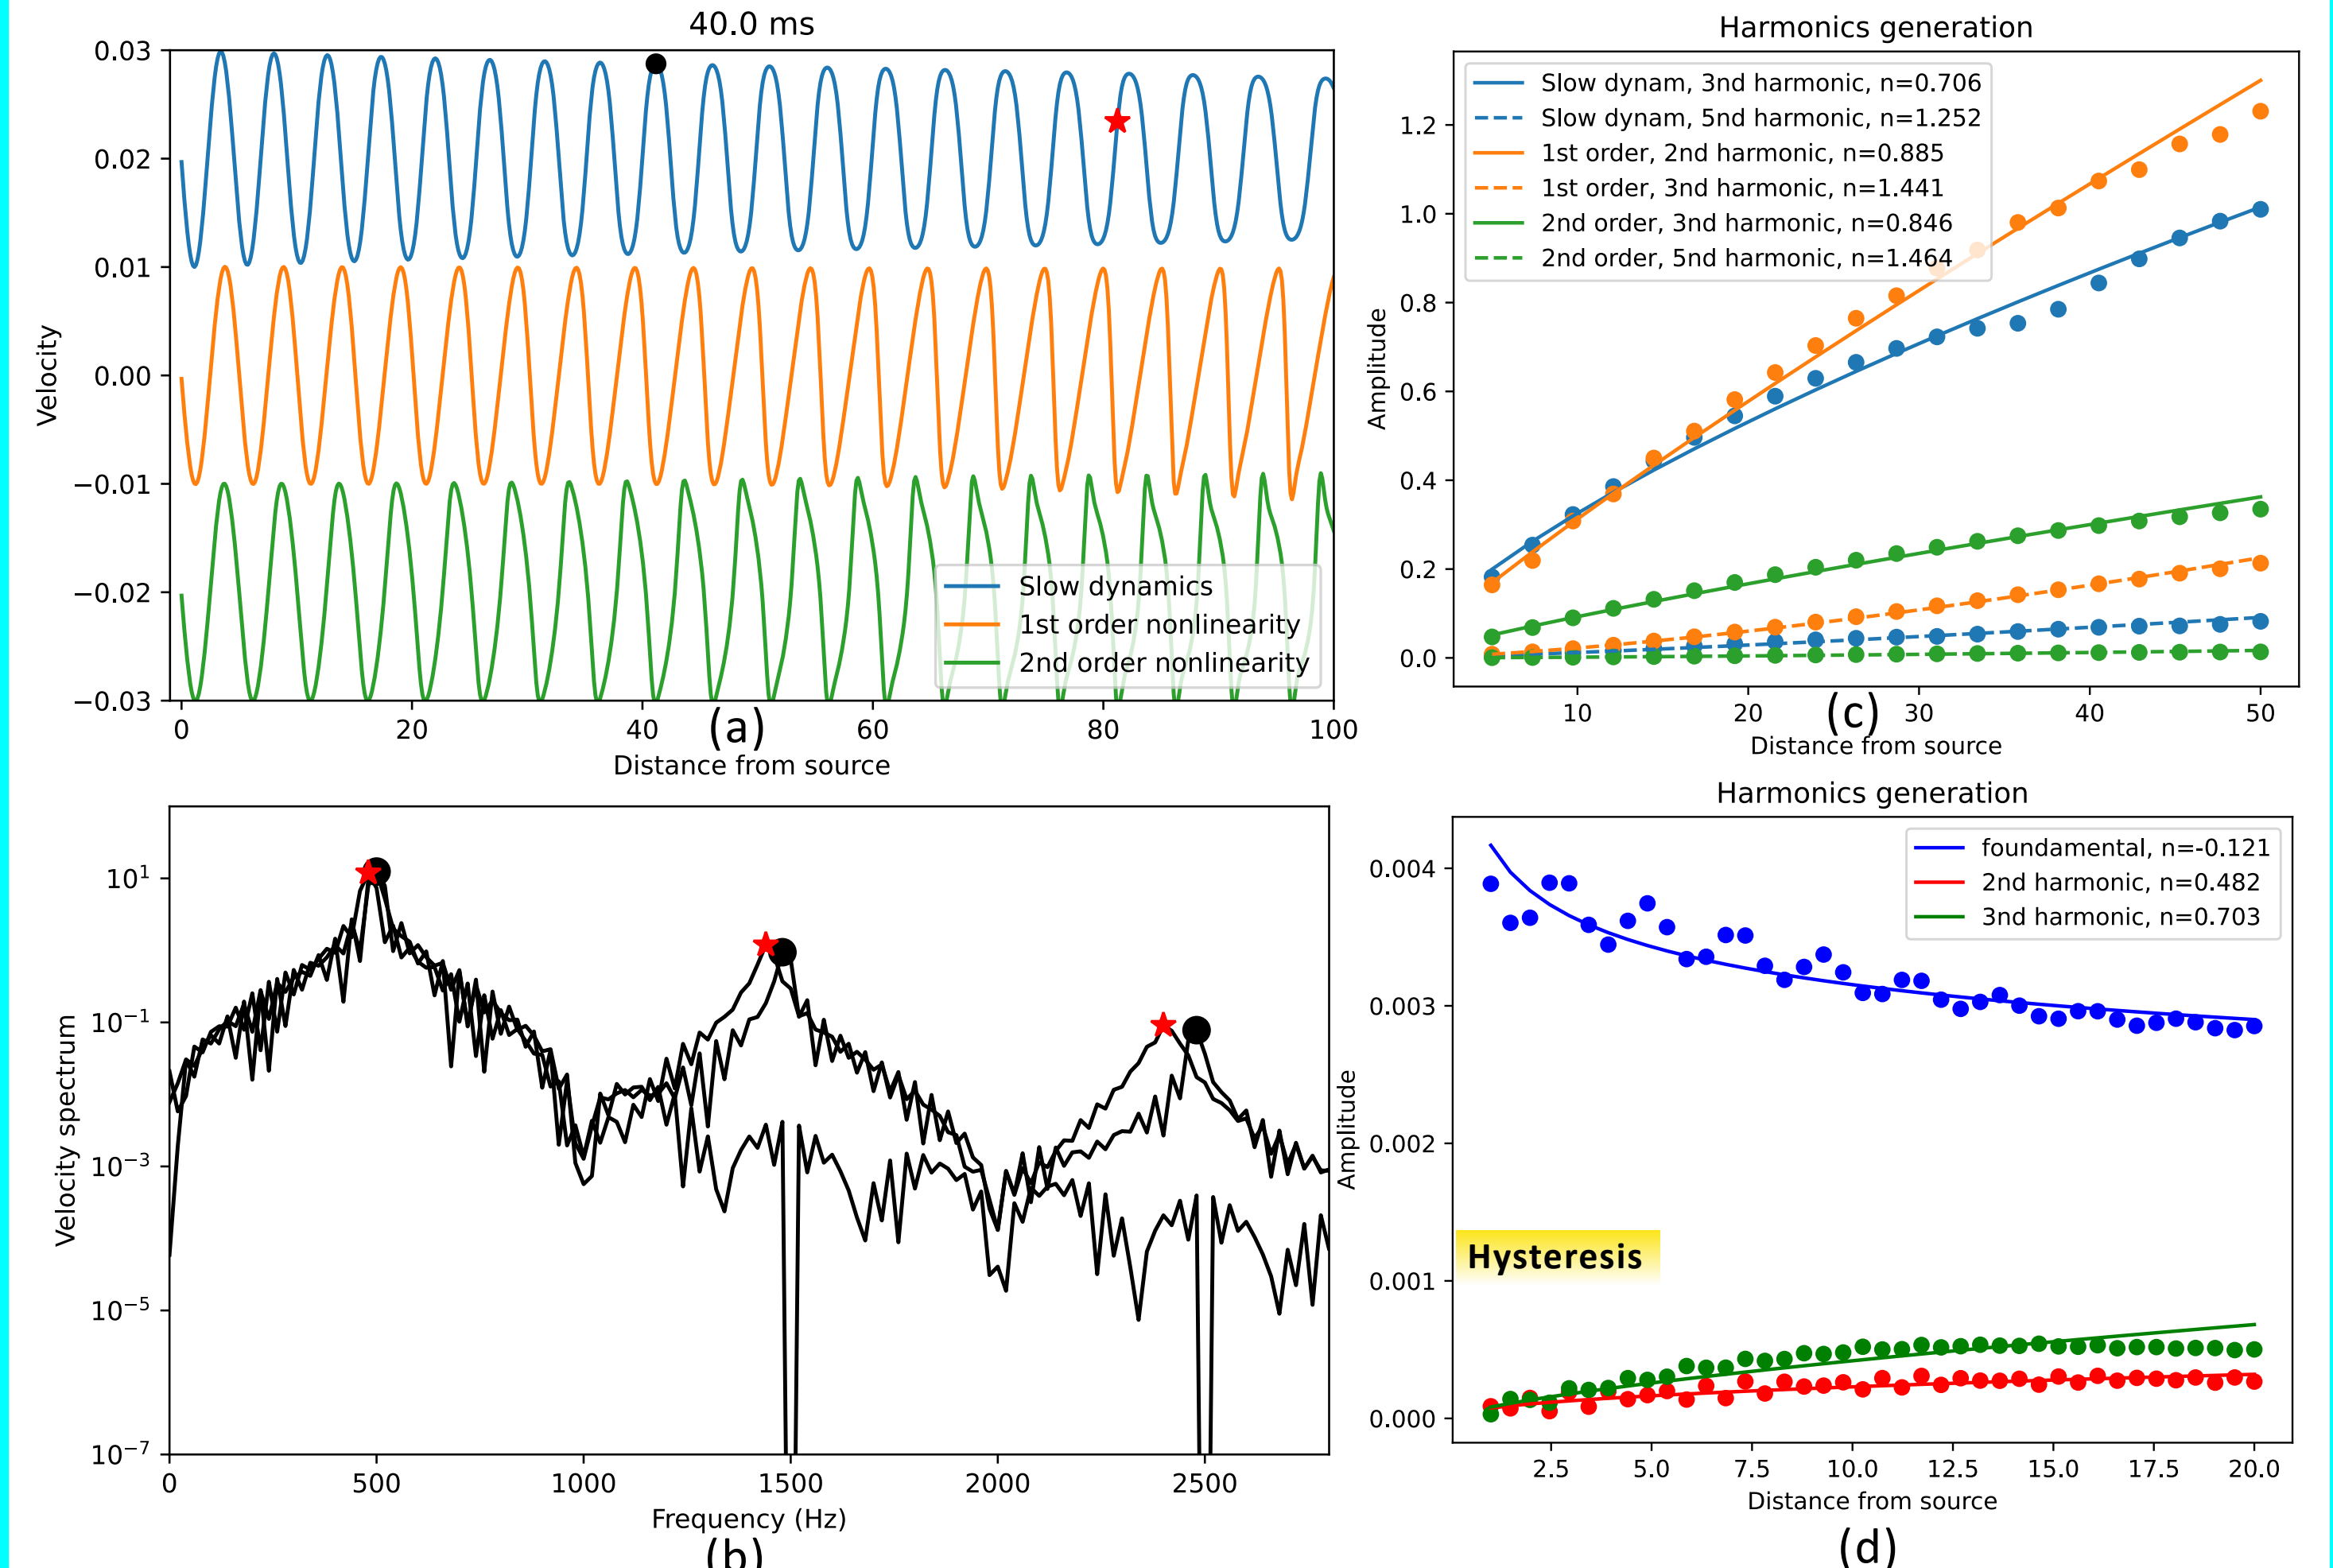 40.0 ms
0.03
0.02
0.01
0.00
−0.01
−0.02
−0.03
Velocity
Slow dynamics
1st order nonlinearity
2nd order nonlinearity
0 20 40 60 80 100
(a)
Distance from source
Harmonics generation
Slow dynam, 3nd harmonic, n=0.706
Slow dynam, 5nd harmonic, n=1.252
1st order, 2nd harmonic, n=0.885
1st order, 3nd harmonic, n=1.441
2nd order, 3nd harmonic, n=0.846
2nd order, 5nd harmonic, n=1.464
1.2
1.0
0.8
0.6
0.4
0.2
0.0
Amplitude
10 20 30 40 50
(c)
Distance from source
10¹
10⁻¹
10⁻³
10⁻⁵
10⁻⁷
Velocity spectrum
0 500 1000 1500 2000 2500
Frequency (Hz)
(b)
Harmonics generation
foundamental, n=-0.121
2nd harmonic, n=0.482
3nd harmonic, n=0.703
0.004
0.003
0.002
0.001
0.000
Amplitude
Hysteresis
2.5 5.0 7.5 10.0 12.5 15.0 17.5 20.0
Distance from source
(d)